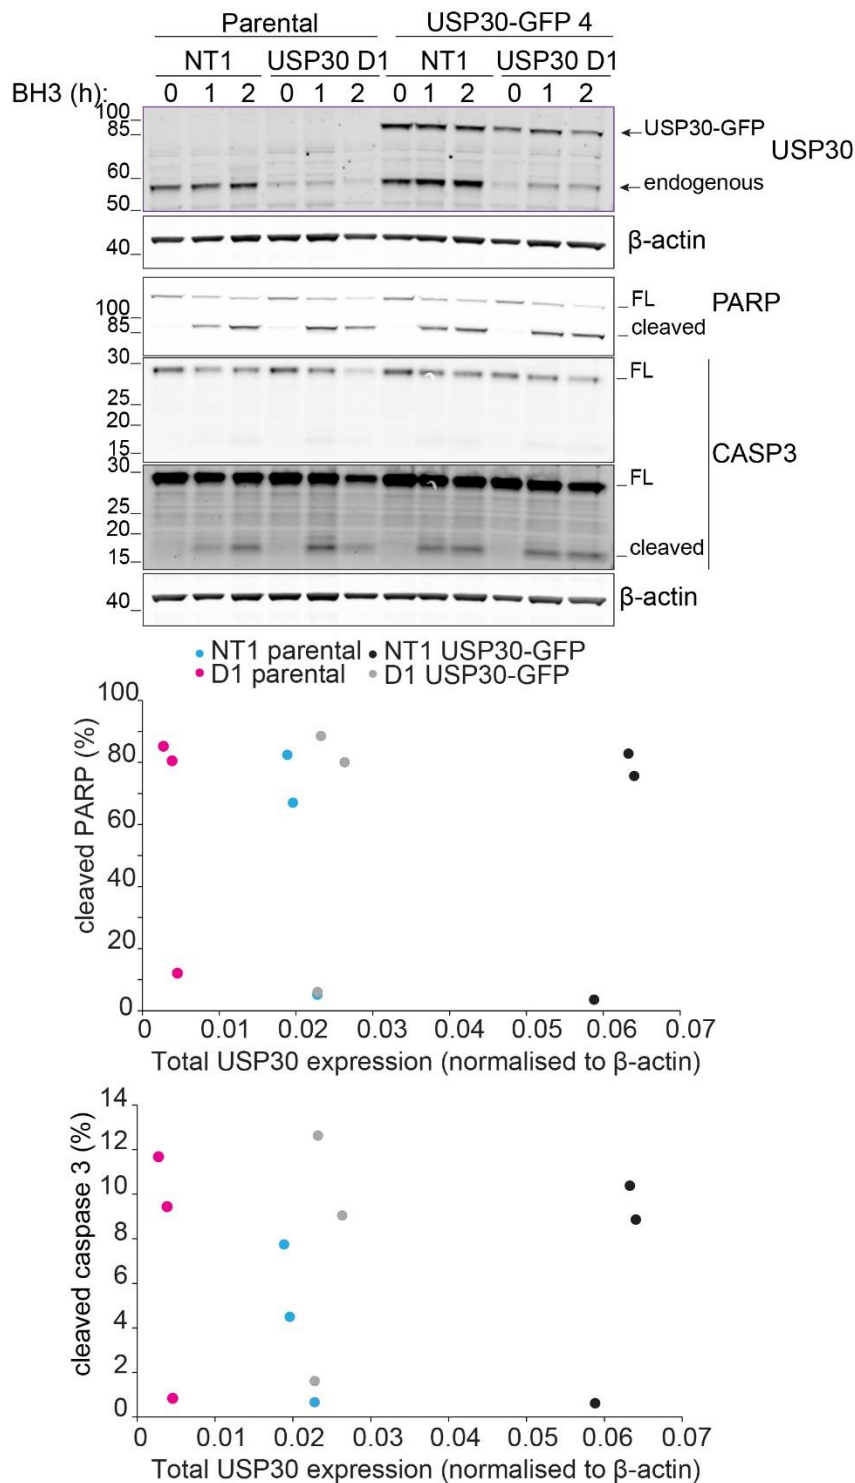 Parental USP30-GFP 4
NT1 USP30 D1 NT1 USP30 D1
BH3 (h): 0 1 2 0 1 2 0 1 2 0 1 2
100
85 USP30-GFP
USP30
60
endogenous
50
β-actin
40
FL PARP
100
85 cleaved
30 FL
25
20
15
CASP3
30 FL
25
20
15 cleaved
40 β-actin
NT1 parental NT1 USP30-GFP
D1 parental D1 USP30-GFP
cleaved PARP (%)
100
80
60
40
20
0
0 0.01 0.02 0.03 0.04 0.05 0.06 0.07
Total USP30 expression (normalised to β-actin)
cleaved caspase 3 (%)
14
12
10
8
6
4
2
0
0 0.01 0.02 0.03 0.04 0.05 0.06 0.07
Total USP30 expression (normalised to β-actin)